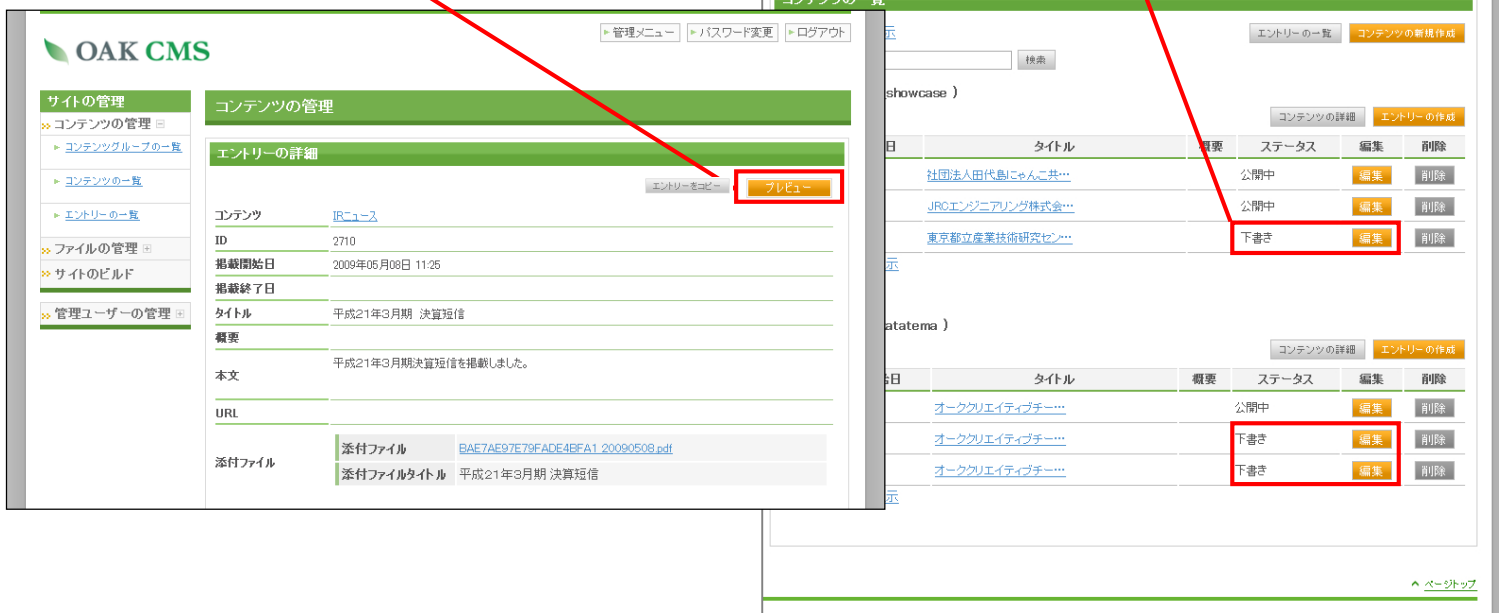 コンテンツの一覧
管理メニュー パスワード変更 ログアウト
OAK CMS
サイトの管理
コンテンツの管理
コンテンツグループの一覧
コンテンツの一覧
エントリーの一覧
ファイルの管理
サイトのビルド
管理ユーザーの管理
コンテンツの管理
エントリーの詳細
エントリーをコピー プレビュー
コンテンツ IRニュース
ID 2710
掲載開始日 2009年05月08日 11:25
掲載終了日
タイトル 平成21年3月期 決算短信
概要
本文 平成21年3月期決算短信を掲載しました。
URL
添付ファイル
添付ファイル BAE7AE97E79FADE4BFA1_20090508.pdf
添付ファイルタイトル 平成21年3月期 決算短信
示 エントリーの一覧 コンテンツの新規作成
検索
showcase )
コンテンツの詳細 エントリーの作成
日 タイトル 概要 ステータス 編集 削除
社団法人田代島にゃんこ共… 公開中 編集 削除
JRCエンジニアリング株式会… 公開中 編集 削除
東京都立産業技術研究セン… 下書き 編集 削除
示
atatema )
コンテンツの詳細 エントリーの作成
始日 タイトル 概要 ステータス 編集 削除
オーククリエイティブチー… 公開中 編集 削除
オーククリエイティブチー… 下書き 編集 削除
オーククリエイティブチー… 下書き 編集 削除
示
ページトップ